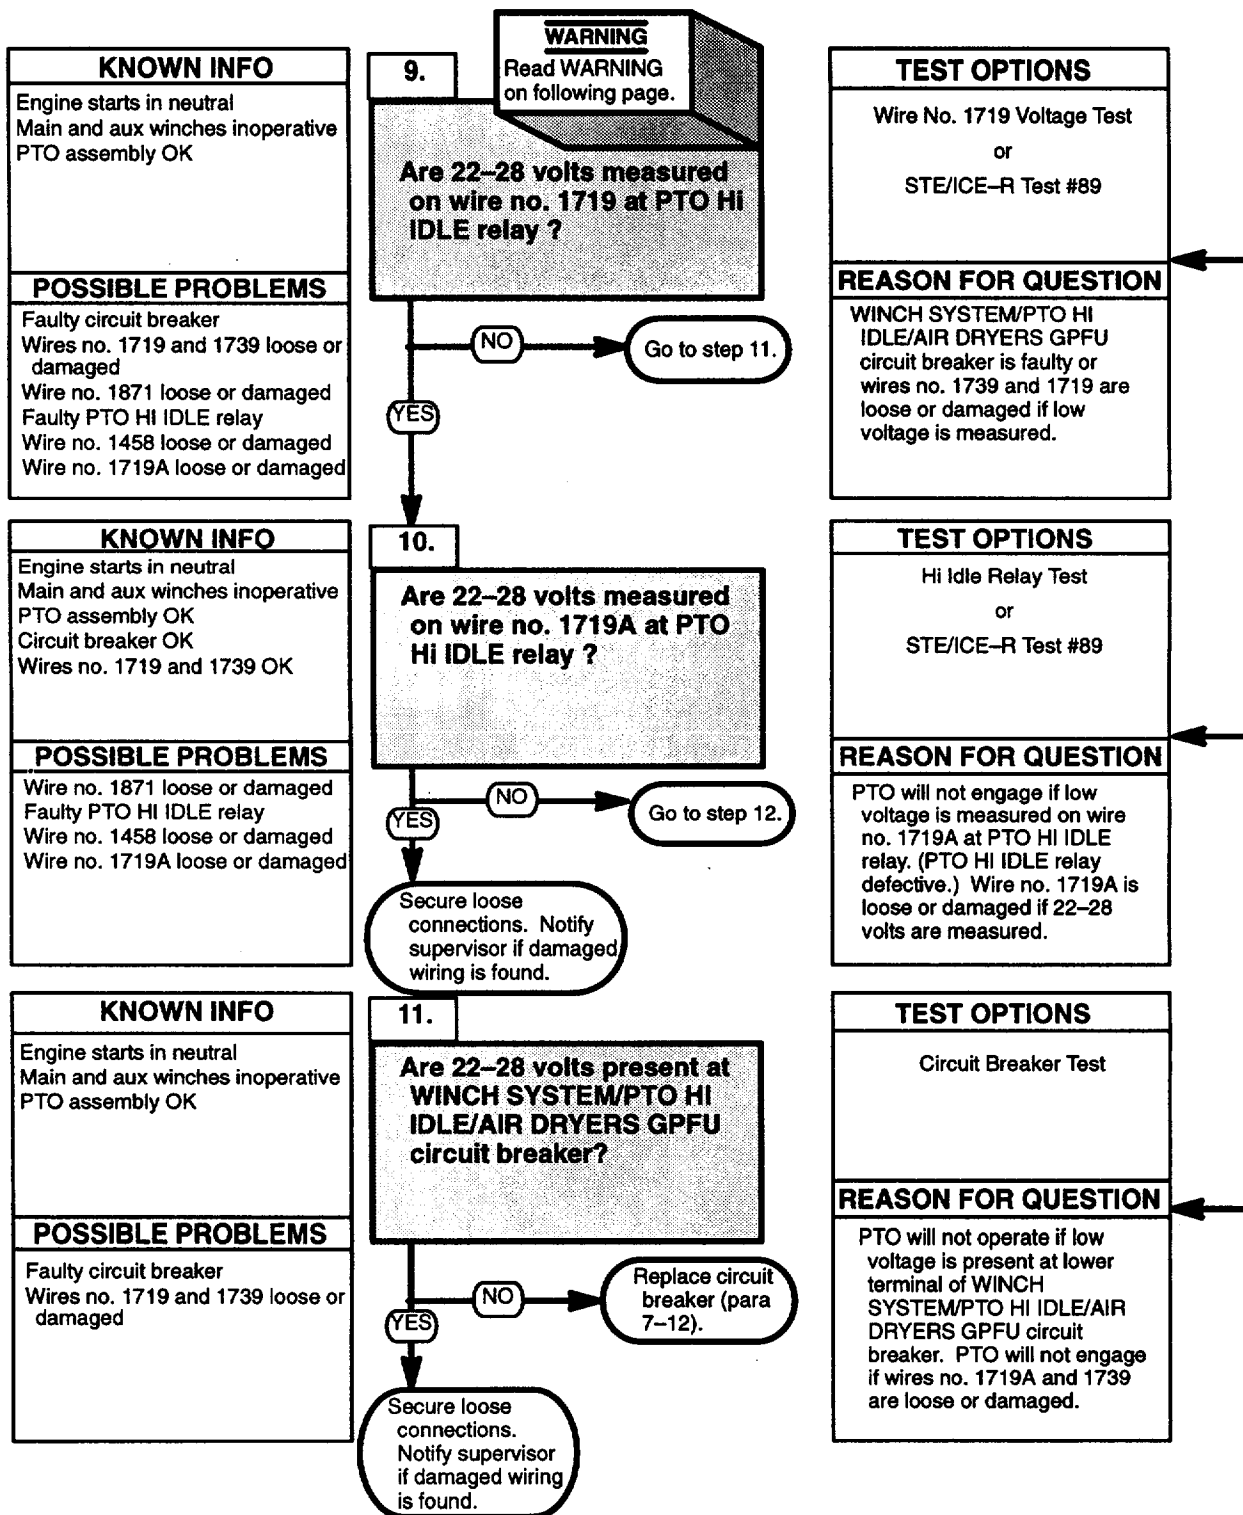 KNOWN INFO
Engine starts in neutral
Main and aux winches inoperative
PTO assembly OK
POSSIBLE PROBLEMS
Faulty circuit breaker
Wires no. 1719 and 1739 loose or
damaged
Wire no. 1871 loose or damaged
Faulty PTO HI IDLE relay
Wire no. 1458 loose or damaged
Wire no. 1719A loose or damaged
9.
WARNING
Read WARNING
on following page.
Are 22–28 volts measured
on wire no. 1719 at PTO Hi
IDLE relay ?
NO
Go to step 11.
YES
TEST OPTIONS
Wire No. 1719 Voltage Test
or
STE/ICE–R Test #89
REASON FOR QUESTION
WINCH SYSTEM/PTO HI
IDLE/AIR DRYERS GPFU
circuit breaker is faulty or
wires no. 1739 and 1719 are
loose or damaged if low
voltage is measured.
KNOWN INFO
Engine starts in neutral
Main and aux winches inoperative
PTO assembly OK
Circuit breaker OK
Wires no. 1719 and 1739 OK
POSSIBLE PROBLEMS
Wire no. 1871 loose or damaged
Faulty PTO HI IDLE relay
Wire no. 1458 loose or damaged
Wire no. 1719A loose or damaged
10.
Are 22–28 volts measured
on wire no. 1719A at PTO
Hi IDLE relay ?
NO
Go to step 12.
YES
Secure loose
connections. Notify
supervisor if damaged
wiring is found.
TEST OPTIONS
Hi Idle Relay Test
or
STE/ICE–R Test #89
REASON FOR QUESTION
PTO will not engage if low
voltage is measured on wire
no. 1719A at PTO HI IDLE
relay. (PTO HI IDLE relay
defective.) Wire no. 1719A is
loose or damaged if 22–28
volts are measured.
KNOWN INFO
Engine starts in neutral
Main and aux winches inoperative
PTO assembly OK
POSSIBLE PROBLEMS
Faulty circuit breaker
Wires no. 1719 and 1739 loose or
damaged
11.
Are 22–28 volts present at
WINCH SYSTEM/PTO HI
IDLE/AIR DRYERS GPFU
circuit breaker?
NO
Replace circuit
breaker (para
7–12).
YES
Secure loose
connections.
Notify supervisor
if damaged wiring
is found.
TEST OPTIONS
Circuit Breaker Test
REASON FOR QUESTION
PTO will not operate if low
voltage is present at lower
terminal of WINCH
SYSTEM/PTO HI IDLE/AIR
DRYERS GPFU circuit
breaker. PTO will not engage
if wires no. 1719A and 1739
are loose or damaged.